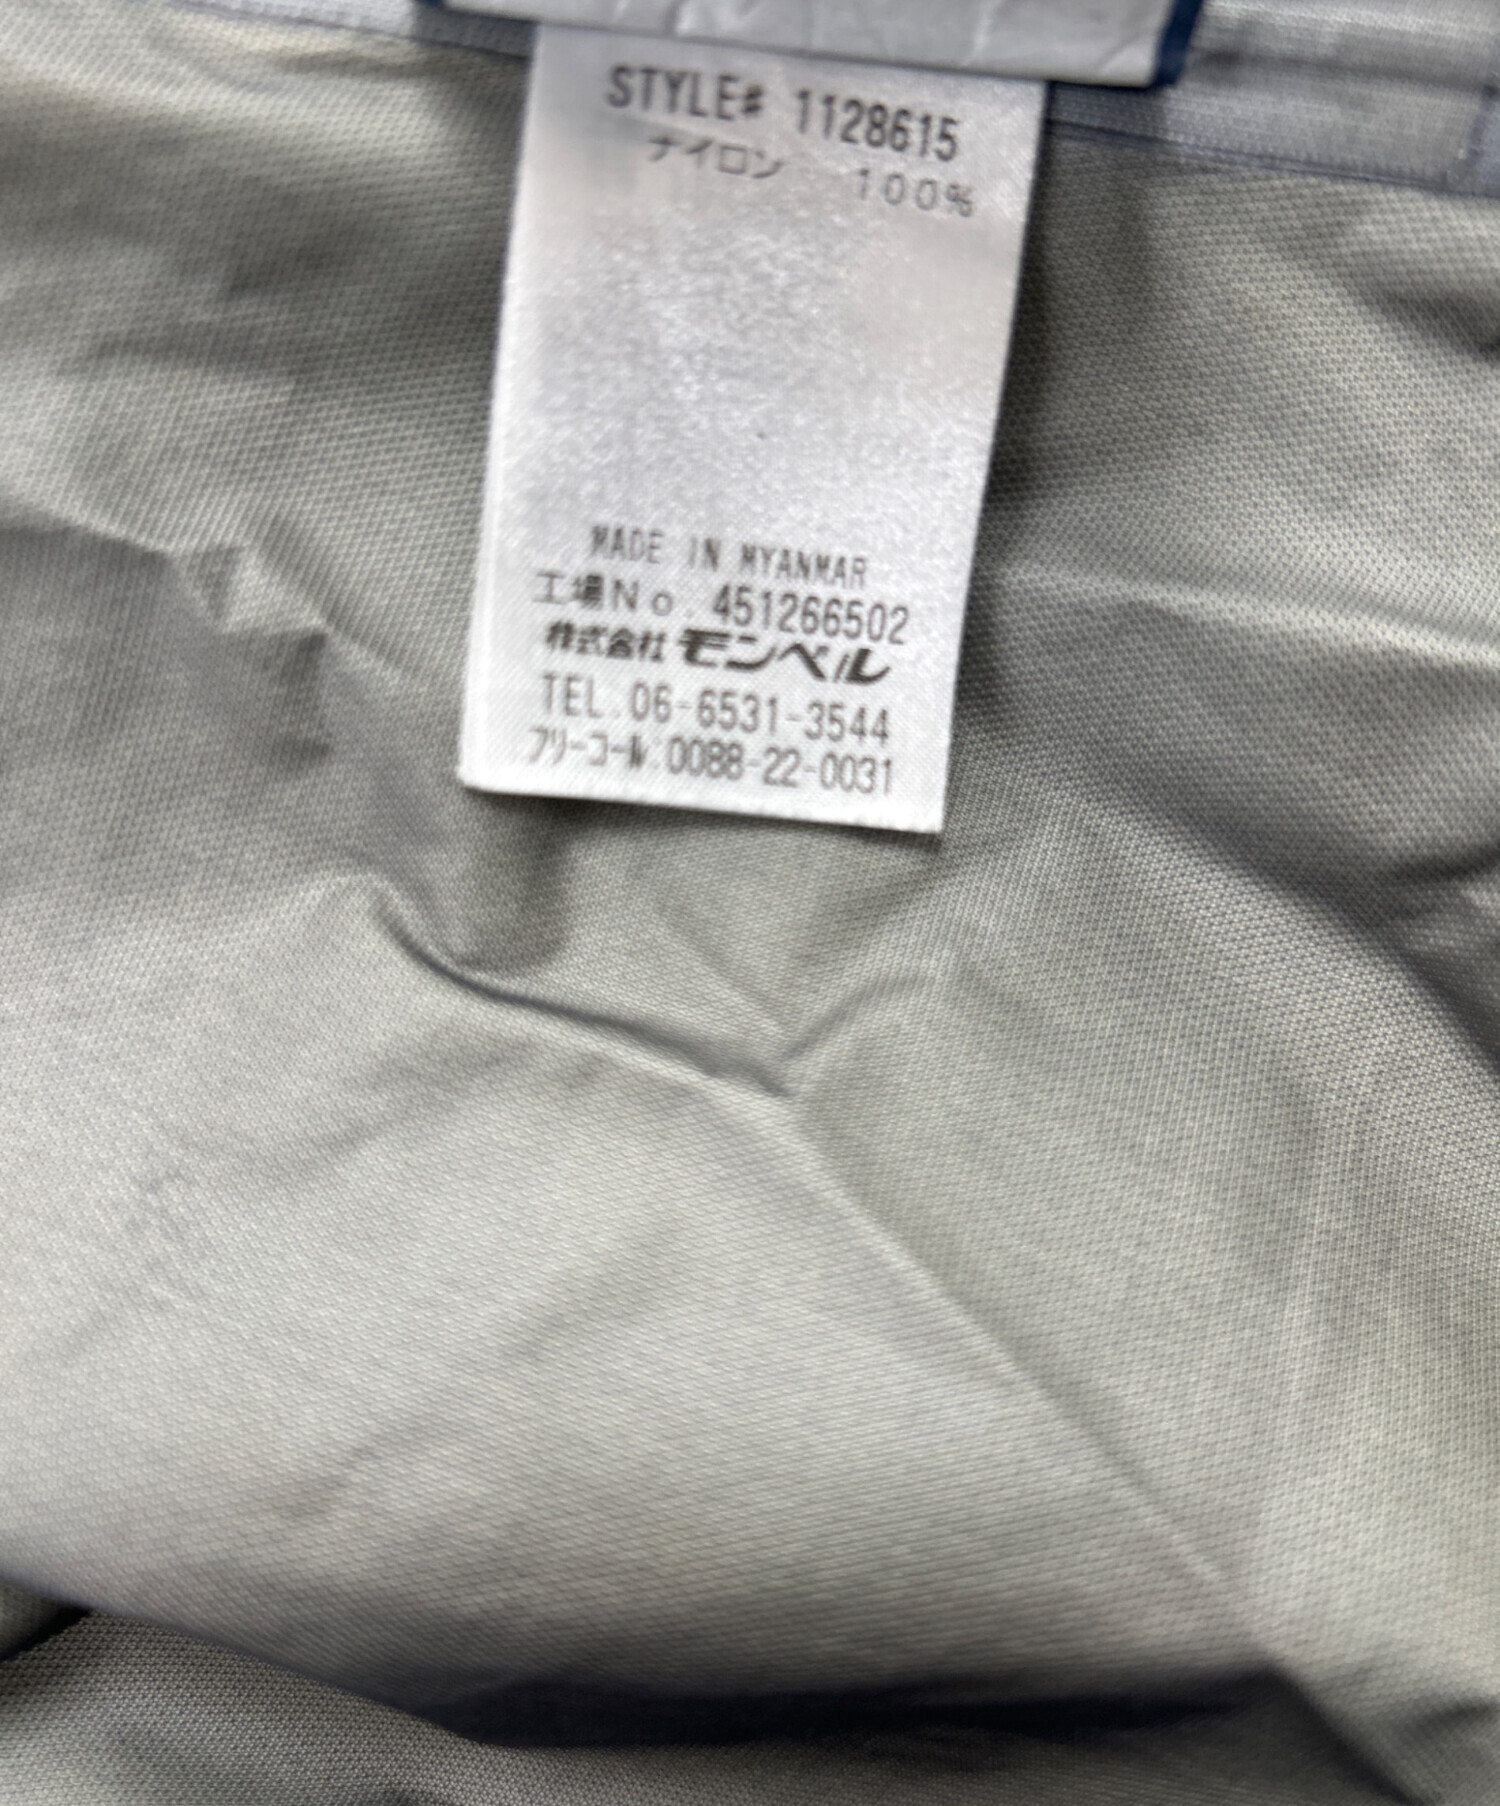 STYLE# 1128615
ナイロン 100%
MADE IN MYANMAR
工場No. 451266502
株式会社 モンベル
TEL.06-6531-3544
フリーコール:0088-22-0031